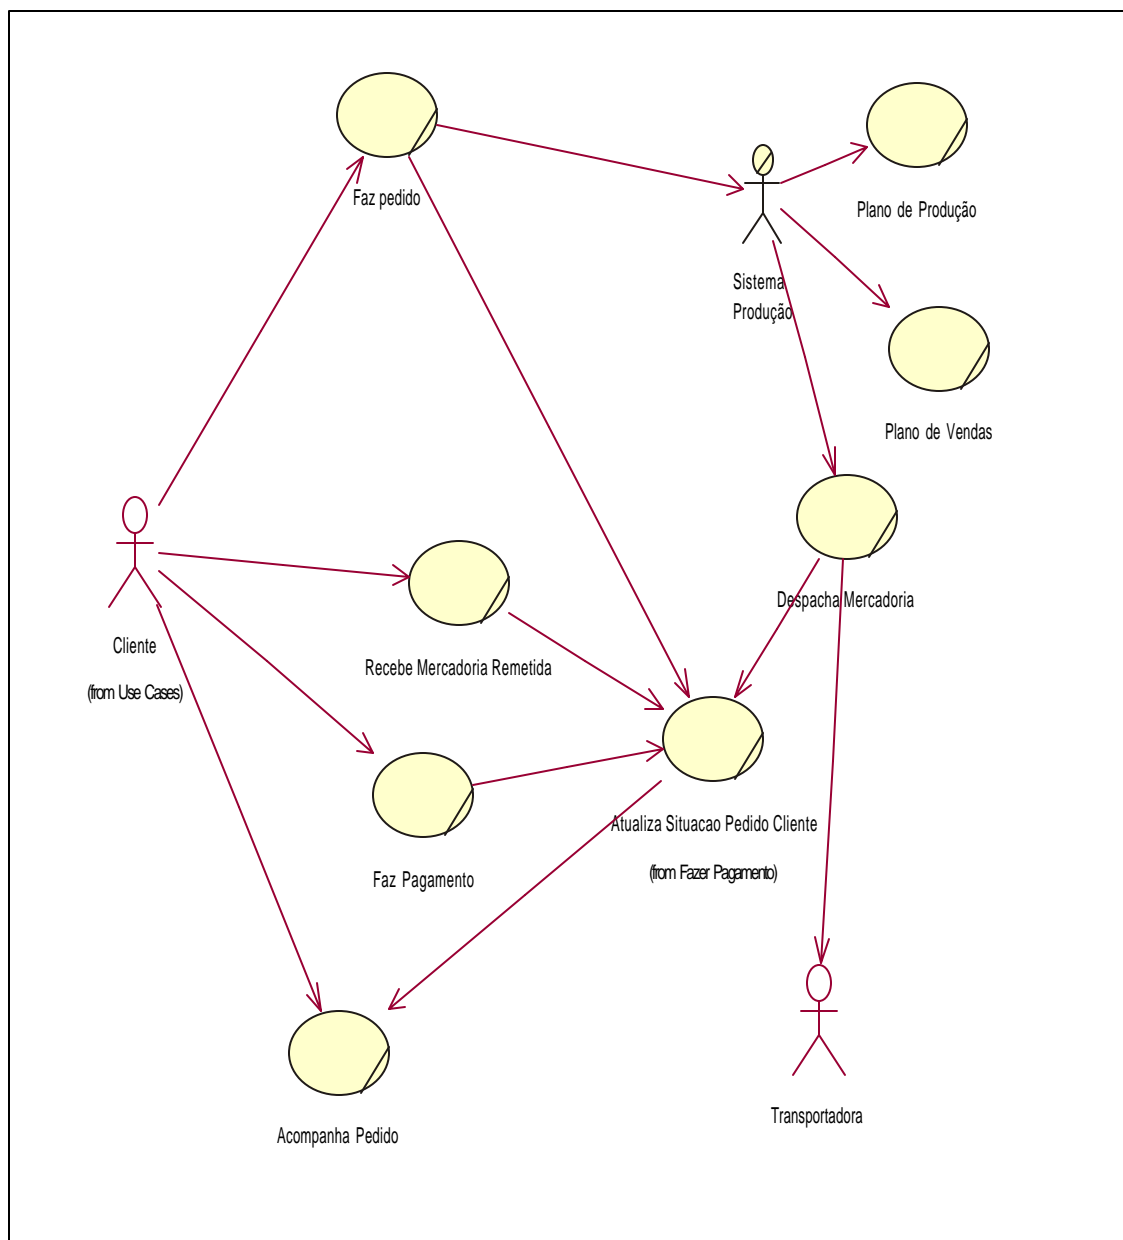 Faz pedido
Plano de Produção
Sistema
Produção
Plano de Vendas
Despacha Mercadoria
Cliente
(from Use Cases)
Recebe Mercadoria Remetida
Atualiza Situacao Pedido Cliente
(from Fazer Pagamento)
Faz Pagamento
Transportadora
Acompanha Pedido